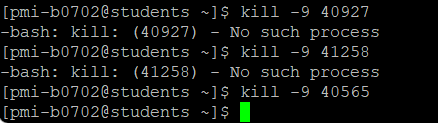 [pmi-b0702@students ~]$ kill -9 40927
-bash: kill: (40927) - No such process
[pmi-b0702@students ~]$ kill -9 41258
-bash: kill: (41258) - No such process
[pmi-b0702@students ~]$ kill -9 40565
[pmi-b0702@students ~]$